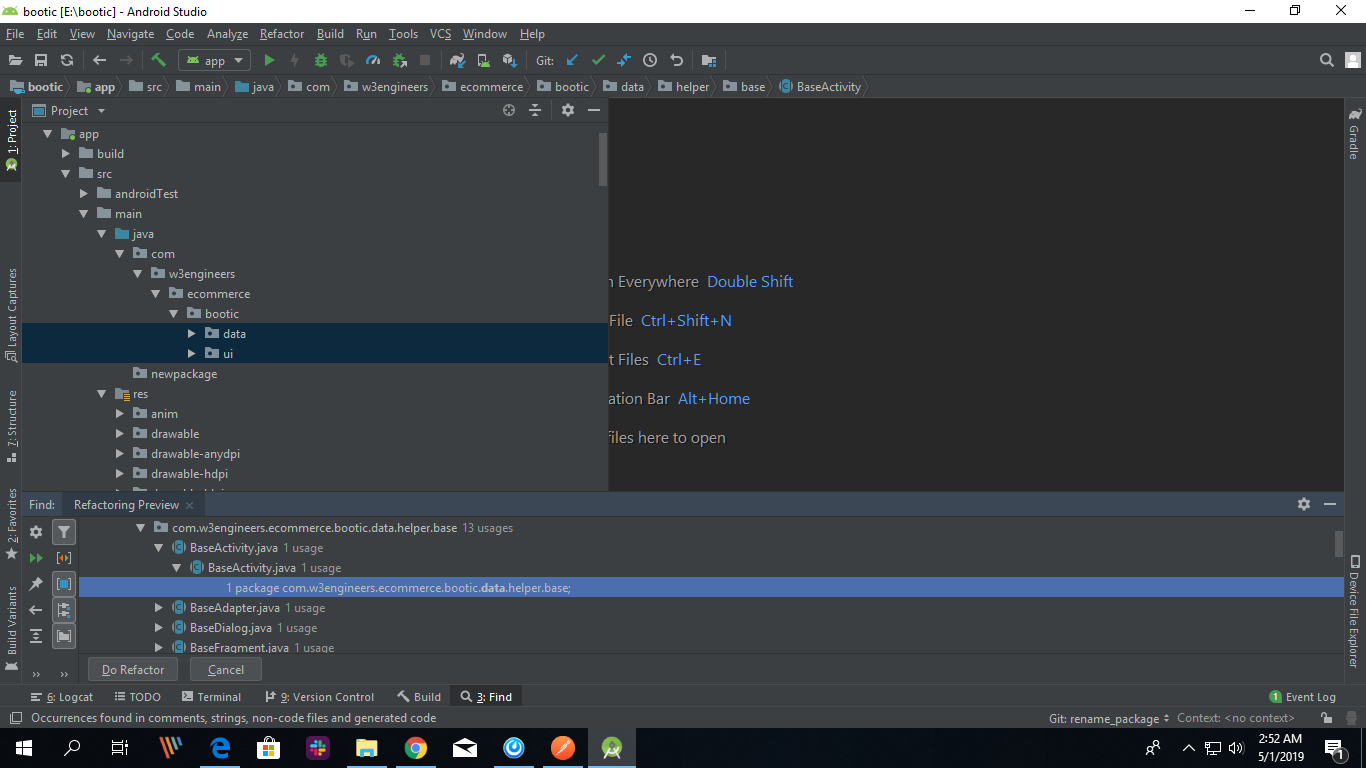 bootic [E:\bootic] - Android Studio
File Edit View Navigate Code Analyze Refactor Build Run Tools VCS Window Help
app Git:
bootic app src main java com w3engineers ecommerce bootic data helper base BaseActivity
1: Project
Layout Captures
7: Structure
2: Favorites
Build Variants
Project
app
build
src
androidTest
main
java
com
w3engineers
ecommerce
bootic
data
ui
newpackage
res
anim
drawable
drawable-anydpi
drawable-hdpi
Everywhere Double Shift
File Ctrl+Shift+N
t Files Ctrl+E
ation Bar Alt+Home
files here to open
Gradle
Device File Explorer
Find: Refactoring Preview
com.w3engineers.ecommerce.bootic.data.helper.base 13 usages
BaseActivity.java 1 usage
BaseActivity.java 1 usage
1 package com.w3engineers.ecommerce.bootic.data.helper.base;
BaseAdapter.java 1 usage
BaseDialog.java 1 usage
BaseFragment.java 1 usage
Do Refactor Cancel
6: Logcat TODO Terminal 9: Version Control Build 3: Find 1 Event Log
Occurrences found in comments, strings, non-code files and generated code Git: rename_package Context: <no context>
2:52 AM
5/1/2019
1